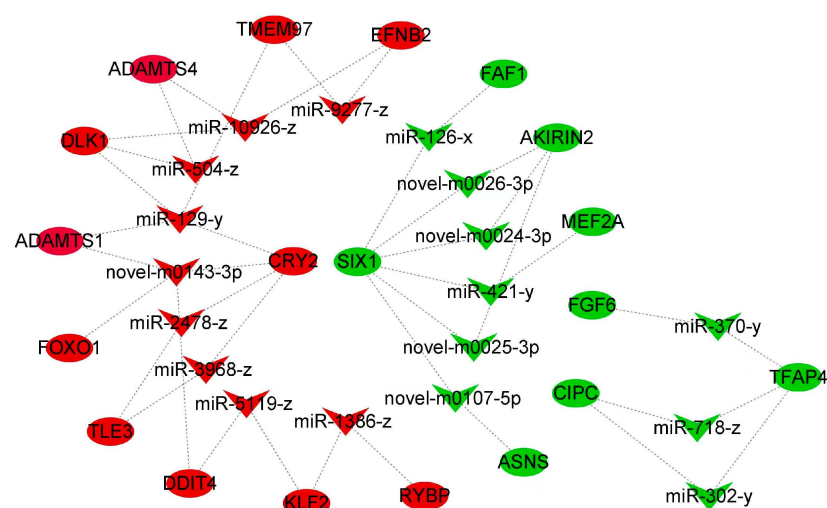 TMEM97
EFNB2
ADAMTS4
FAF1
miR-9277-z
miR-10926-z
miR-126-x
AKIRIN2
DLK1
miR-504-z
novel-m0026-3p
miR-129-y
MEF2A
ADAMTS1
novel-m0024-3p
CRY2
SIX1
novel-m0143-3p
miR-421-y
FGF6
miR-2478-z
miR-370-y
FOXO1
novel-m0025-3p
miR-3968-z
TFAP4
CIPC
novel-m0107-5p
miR-5119-z
miR-1386-z
miR-718-z
TLE3
ASNS
DDIT4
RYBP
miR-302-y
KLF2